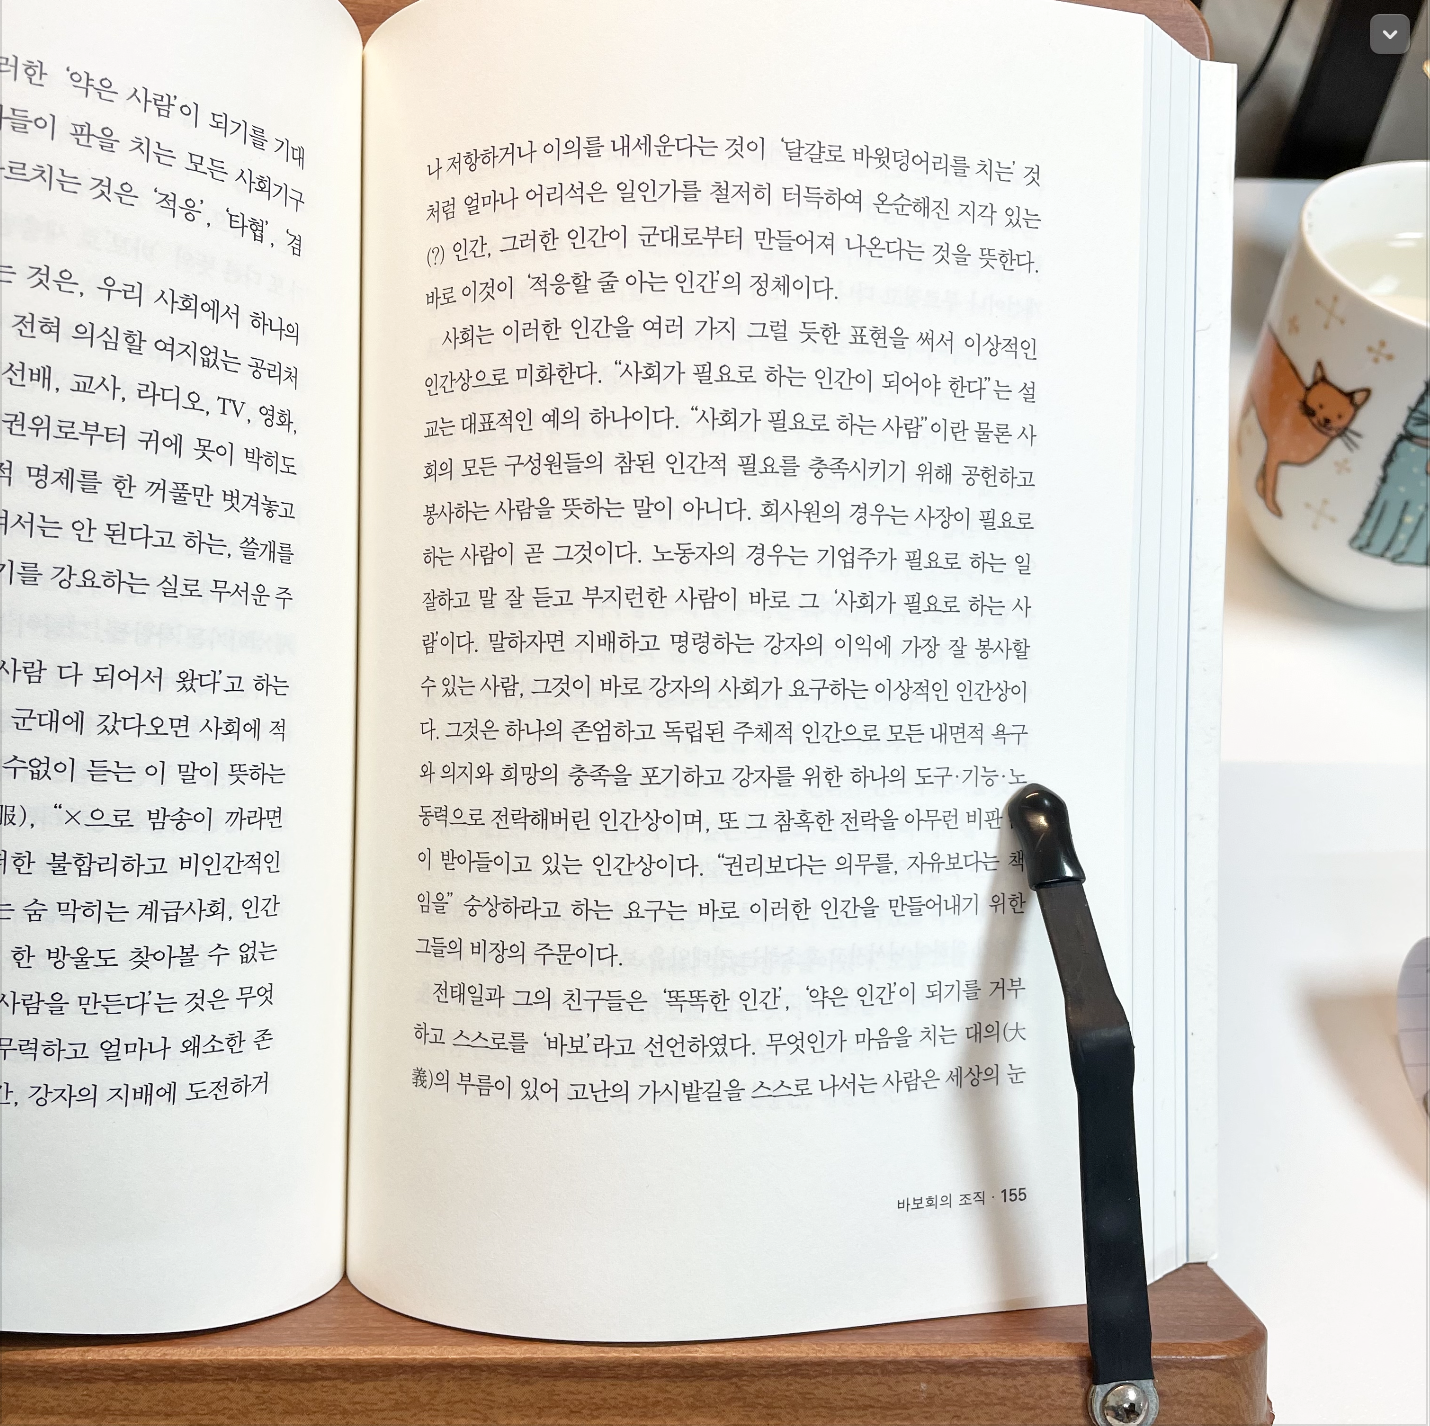 러한 ‘약은 사람’이 되기를 기대
들이 판을 치는 모든 사회기구
르치는 것은 ‘적응’, ‘타협’, ‘겸
는 것은, 우리 사회에서 하나의
전혀 의심할 여지없는 공리처
선배, 교사, 라디오, TV, 영화,
권위로부터 귀에 못이 박히도
적 명제를 한 꺼풀만 벗겨놓고
서는 안 된다고 하는, 쓸개를
기를 강요하는 실로 무서운 주
사람 다 되어서 왔다’고 하는
군대에 갔다오면 사회에 적
수없이 듣는 이 말이 뜻하는
服), “×으로 밤송이 까라면
한 불합리하고 비인간적인
는 숨 막히는 계급사회, 인간
한 방울도 찾아볼 수 없는
사람을 만든다’는 것은 무엇
무력하고 얼마나 왜소한 존
간, 강자의 지배에 도전하거
나 저항하거나 이의를 내세운다는 것이 ‘달걀로 바윗덩어리를 치는’ 것
처럼 얼마나 어리석은 일인가를 철저히 터득하여 온순해진 지각 있는
(?) 인간, 그러한 인간이 군대로부터 만들어져 나온다는 것을 뜻한다.
바로 이것이 ‘적응할 줄 아는 인간’의 정체이다.
사회는 이러한 인간을 여러 가지 그럴 듯한 표현을 써서 이상적인
인간상으로 미화한다. “사회가 필요로 하는 인간이 되어야 한다”는 설
교는 대표적인 예의 하나이다. “사회가 필요로 하는 사람”이란 물론 사
회의 모든 구성원들의 참된 인간적 필요를 충족시키기 위해 공헌하고
봉사하는 사람을 뜻하는 말이 아니다. 회사원의 경우는 사장이 필요로
하는 사람이 곧 그것이다. 노동자의 경우는 기업주가 필요로 하는 일
잘하고 말 잘 듣고 부지런한 사람이 바로 그 ‘사회가 필요로 하는 사
람’이다. 말하자면 지배하고 명령하는 강자의 이익에 가장 잘 봉사할
수 있는 사람, 그것이 바로 강자의 사회가 요구하는 이상적인 인간상이
다. 그것은 하나의 존엄하고 독립된 주체적 인간으로 모든 내면적 욕구
와 의지와 희망의 충족을 포기하고 강자를 위한 하나의 도구·기능·노
동력으로 전락해버린 인간상이며, 또 그 참혹한 전락을 아무런 비판
이 받아들이고 있는 인간상이다. “권리보다는 의무를, 자유보다는 책
임을” 숭상하라고 하는 요구는 바로 이러한 인간을 만들어내기 위한
그들의 비장의 주문이다.
전태일과 그의 친구들은 ‘똑똑한 인간’, ‘약은 인간’이 되기를 거부
하고 스스로를 ‘바보’라고 선언하였다. 무엇인가 마음을 치는 대의(大
義)의 부름이 있어 고난의 가시밭길을 스스로 나서는 사람은 세상의 눈
바보회의 조직 · 155